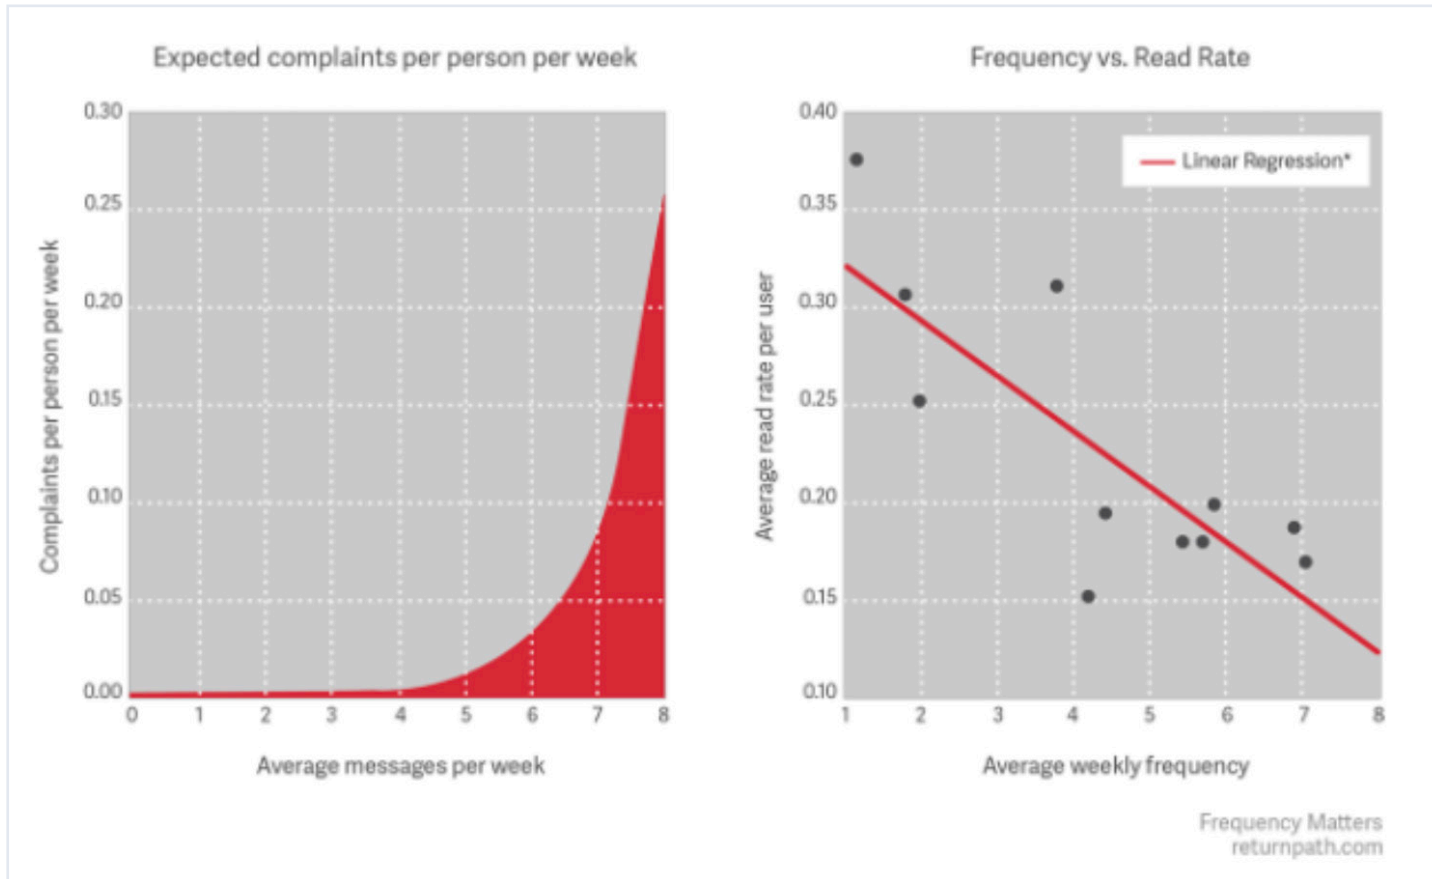 Expected complaints per person per week
Complaints per person per week
0.30
0.25
0.20
0.15
0.10
0.05
0.00
0 1 2 3 4 5 6 7 8
Average messages per week
Frequency vs. Read Rate
Average read rate per user
0.40
0.35
0.30
0.25
0.20
0.15
0.10
Linear Regression*
1 2 3 4 5 6 7 8
Average weekly frequency
Frequency Matters
returnpath.com